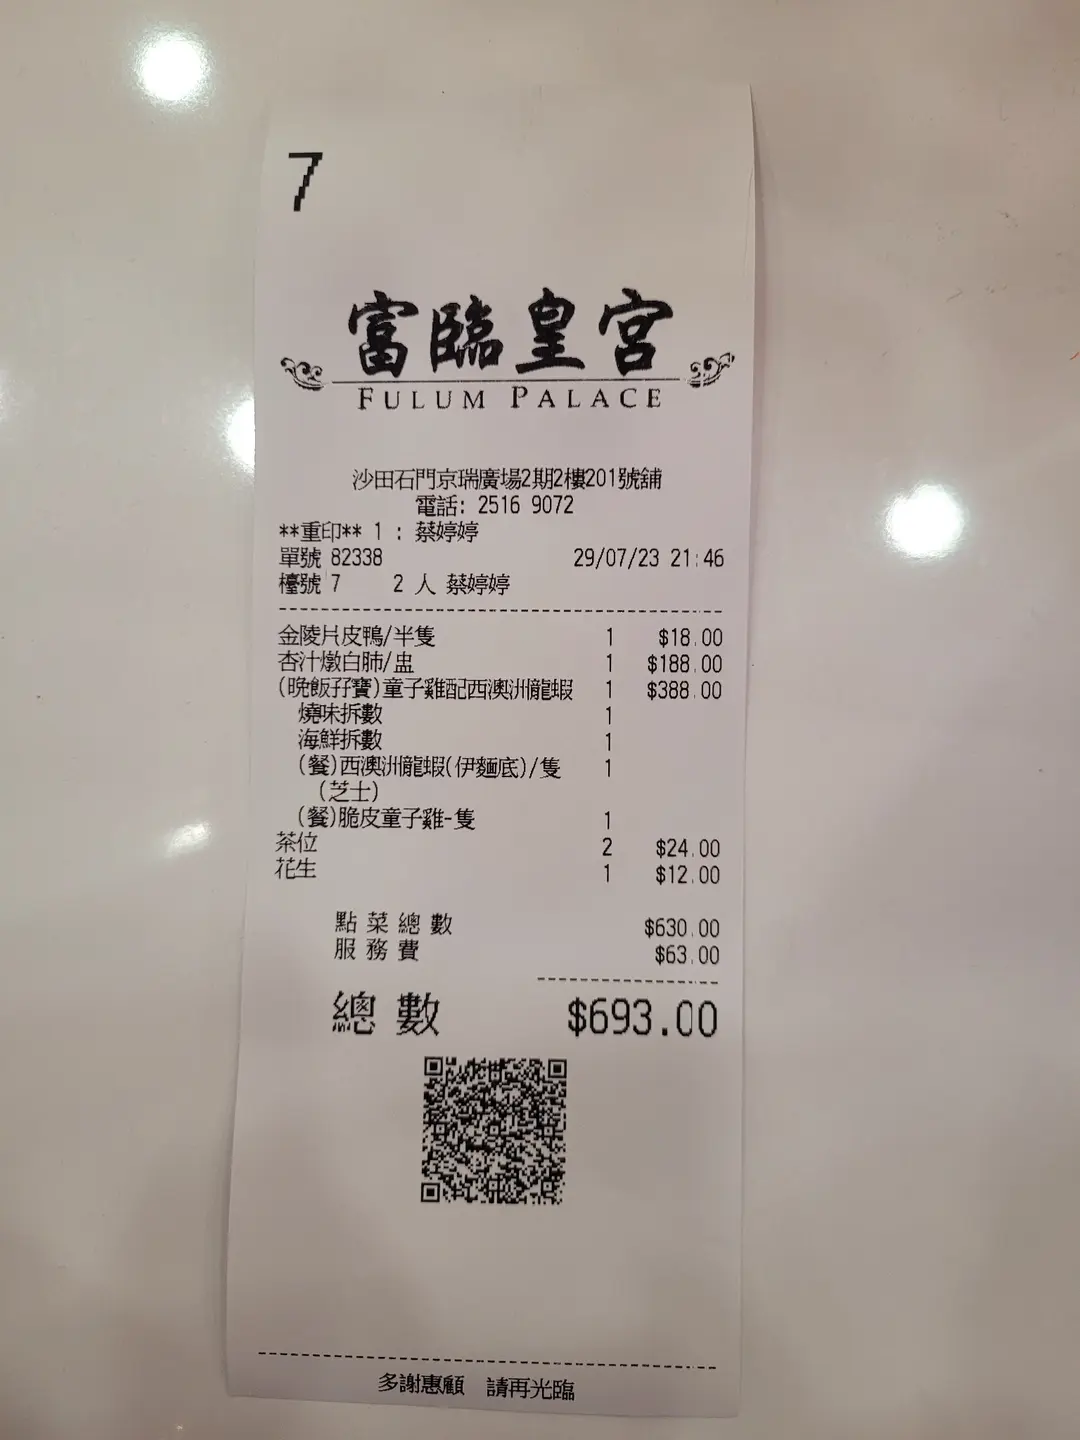 7
富臨皇宮
FULUM PALACE
沙田石門京瑞廣場2期2樓201號舖
電話: 2516 9072
**重印** 1 : 蔡婷婷
單號 82338 29/07/23 21:46
檯號 7 2 人 蔡婷婷
金陵片皮鴨/半隻 1 $18.00
杏汁燉白肺/盅 1 $188.00
(晚飯孖寶)童子雞配西澳洲龍蝦 1 $388.00
燒味拆數 1
海鮮拆數 1
(餐)西澳洲龍蝦(伊麵底)/隻 1
(芝士)
(餐)脆皮童子雞-隻 1
茶位 2 $24.00
花生 1 $12.00
點菜總數 $630.00
服務費 $63.00
總數 $693.00
多謝惠顧 請再光臨